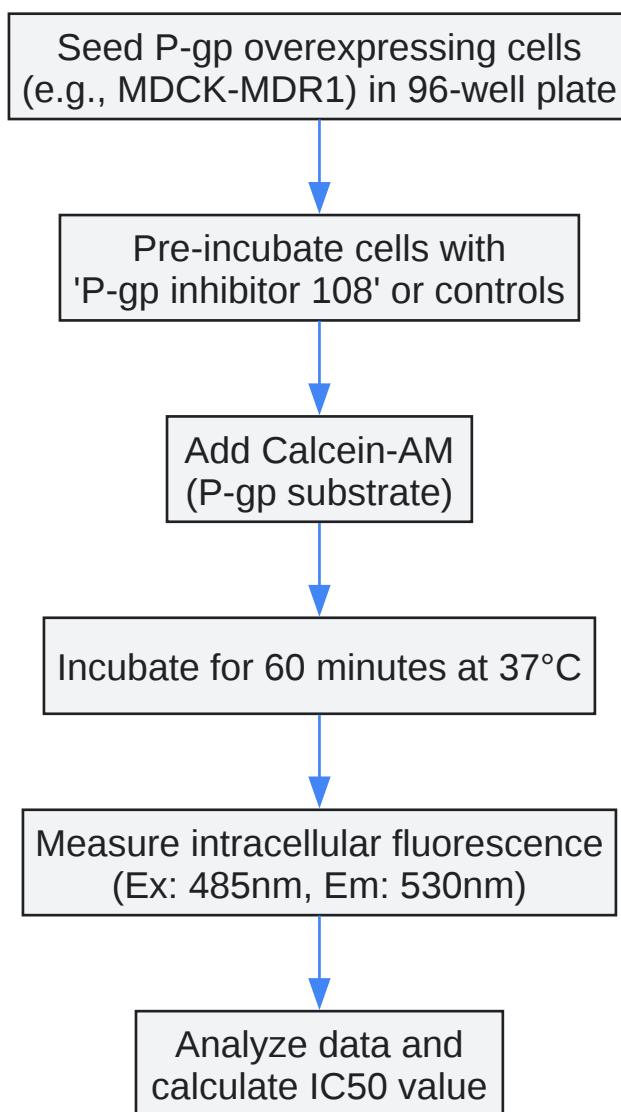 Seed P-gp overexpressing cells
(e.g., MDCK-MDR1) in 96-well plate
Pre-incubate cells with
'P-gp inhibitor 108' or controls
Add Calcein-AM
(P-gp substrate)
Incubate for 60 minutes at 37°C
Measure intracellular fluorescence
(Ex: 485nm, Em: 530nm)
Analyze data and
calculate IC50 value